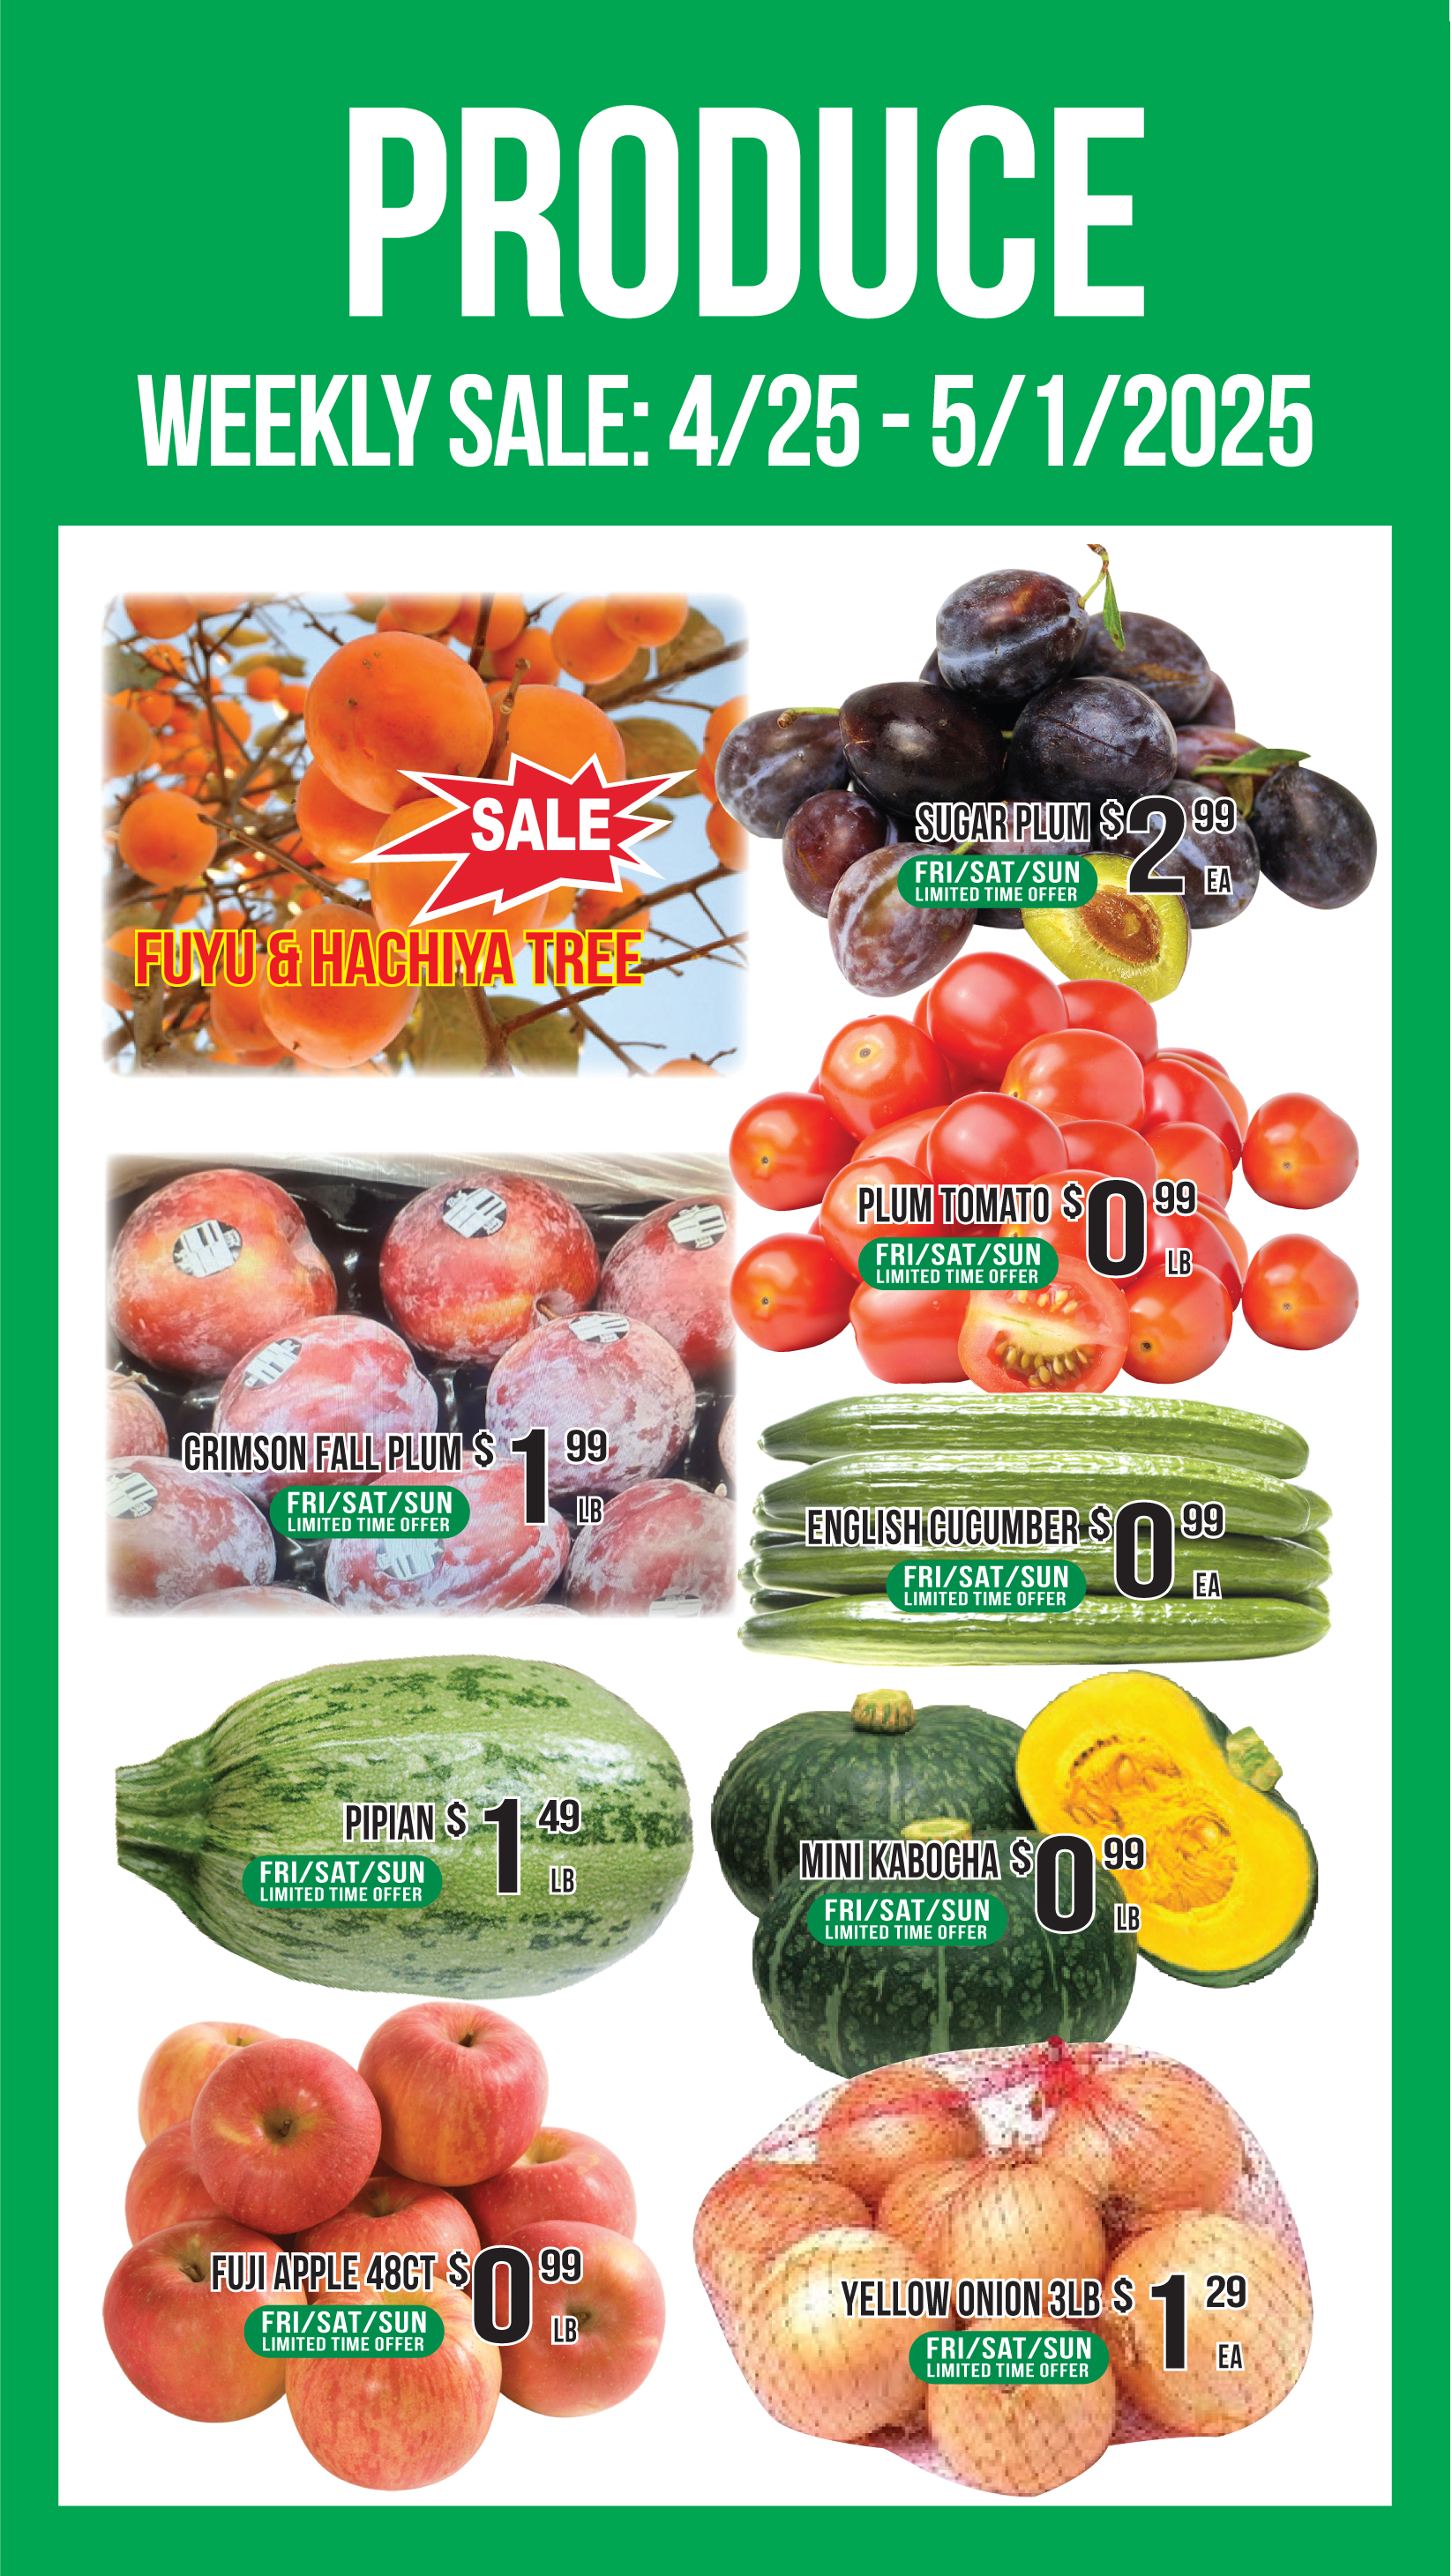 PRODUCE
WEEKLY SALE: 4/25 - 5/1/2025
SALE
FUYU & HACHIYA TREE
SUGAR PLUM $2.99 EA
FRI/SAT/SUN
LIMITED TIME OFFER
PLUM TOMATO $0.99 LB
FRI/SAT/SUN
LIMITED TIME OFFER
CRIMSON FALL PLUM $1.99 LB
FRI/SAT/SUN
LIMITED TIME OFFER
ENGLISH CUCUMBER $0.99 EA
FRI/SAT/SUN
LIMITED TIME OFFER
PIPIAN $1.49 LB
FRI/SAT/SUN
LIMITED TIME OFFER
MINI KABOCHA $0.99 LB
FRI/SAT/SUN
LIMITED TIME OFFER
FUJI APPLE 48CT $0.99 LB
FRI/SAT/SUN
LIMITED TIME OFFER
YELLOW ONION 3LB $1.29 EA
FRI/SAT/SUN
LIMITED TIME OFFER